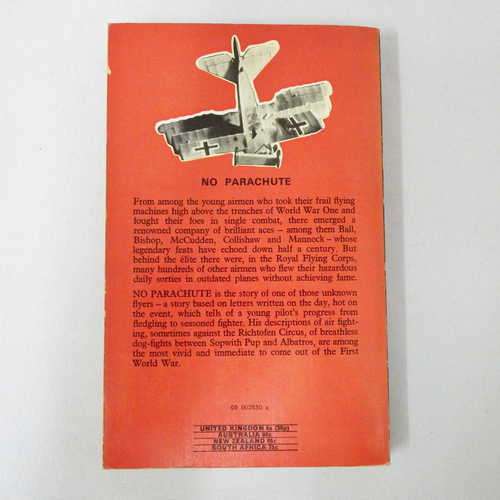 NO PARACHUTE
From among the young airmen who took their frail flying
machines high above the trenches of World War One and
fought their foes in single combat, there emerged a
renowned company of brilliant aces – among them Ball,
Bishop, McCudden, Collishaw and Mannock – whose
legendary feats have echoed down half a century. But
behind the élite there were, in the Royal Flying Corps,
many hundreds of other airmen who flew their hazardous
daily sorties in outdated planes without achieving fame.
NO PARACHUTE is the story of one of those unknown
flyers – a story based on letters written on the day, hot on
the event, which tells of a young pilot's progress from
fledgling to seasoned fighter. His descriptions of air fight-
ing, sometimes against the Richtofen Circus, of breathless
dog-fights between Sopwith Pup and Albatros, are among
the most vivid and immediate to come out of the First
World War.
UNITED KINGDOM
AUSTRALIA
NEW ZEALAND
SOUTH AFRICA